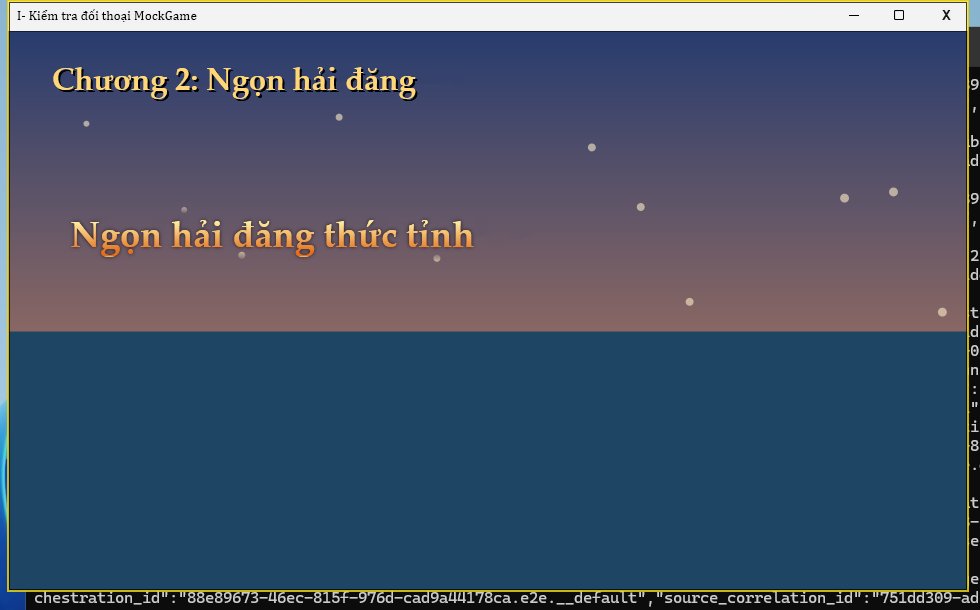 I- Kiểm tra đối thoại MockGame
Chương 2: Ngọn hải đăng
Ngọn hải đăng thức tỉnh
chestration_id":"88e89673-46ec-815f-976d-cad9a44178ca.e2e.__default","source_correlation_id":"751dd309-ae